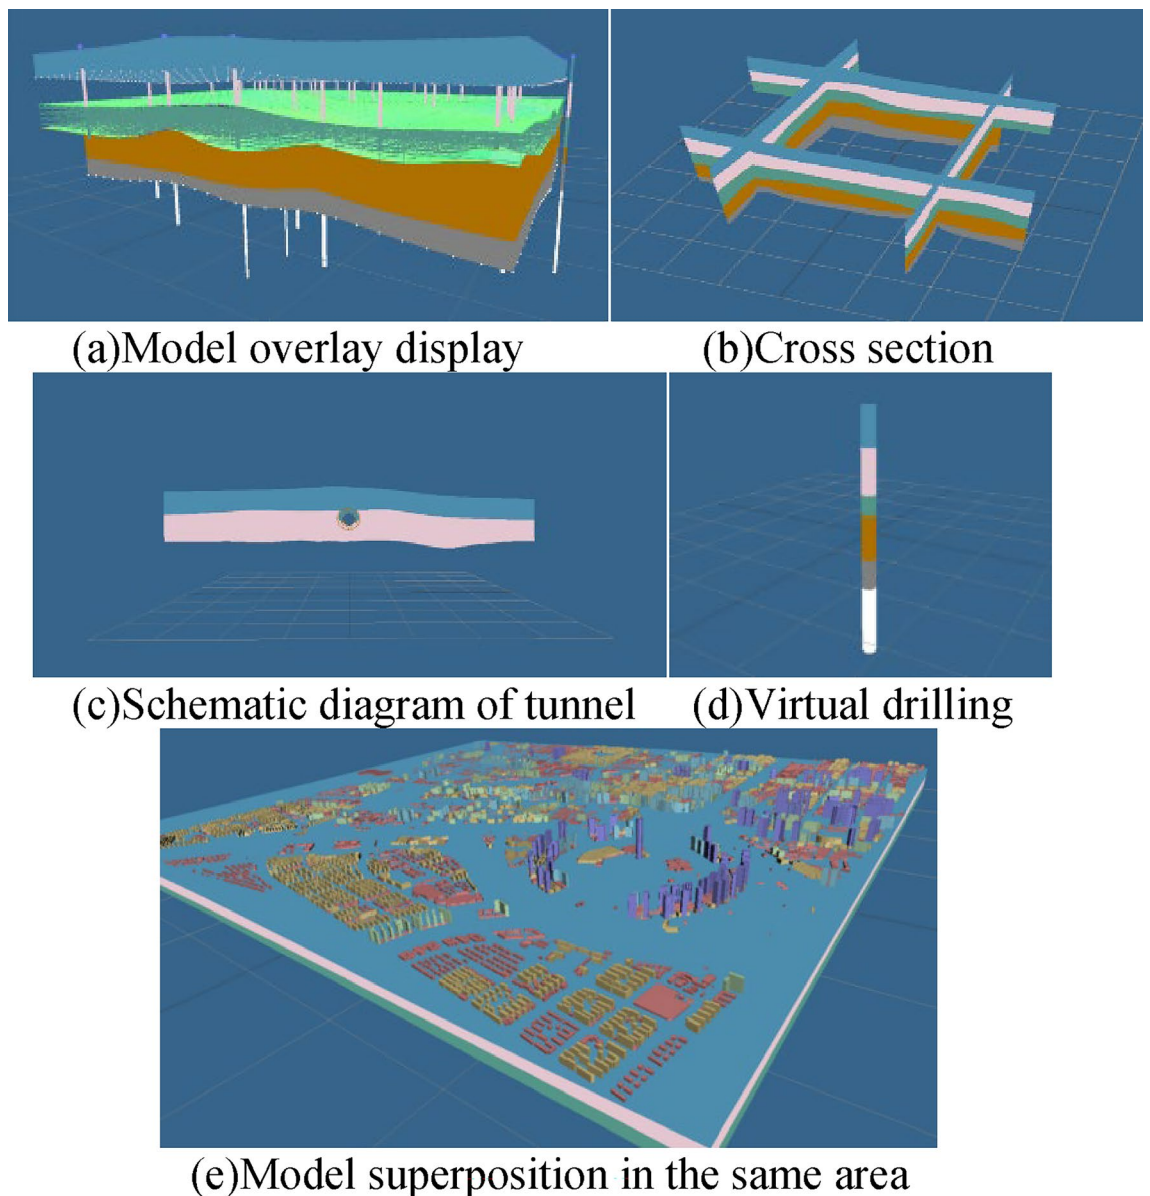 (a)Model overlay display
(b)Cross section
(c)Schematic diagram of tunnel
(d)Virtual drilling
(e)Model superposition in the same area